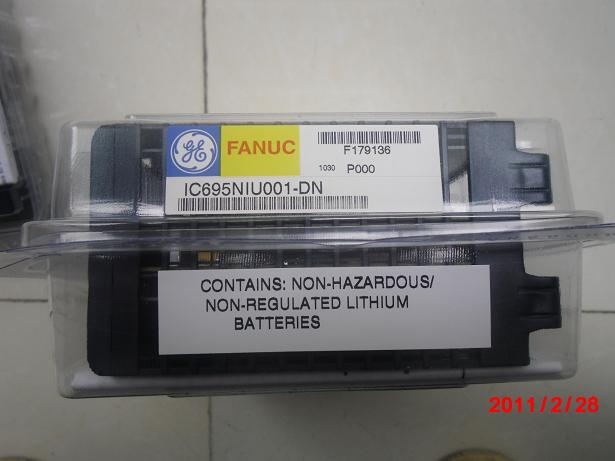 GE FANUC
F179136
1030 P000
IC695NIU001-DN
CONTAINS: NON-HAZARDOUS/
NON-REGULATED LITHIUM
BATTERIES
2011/2/28